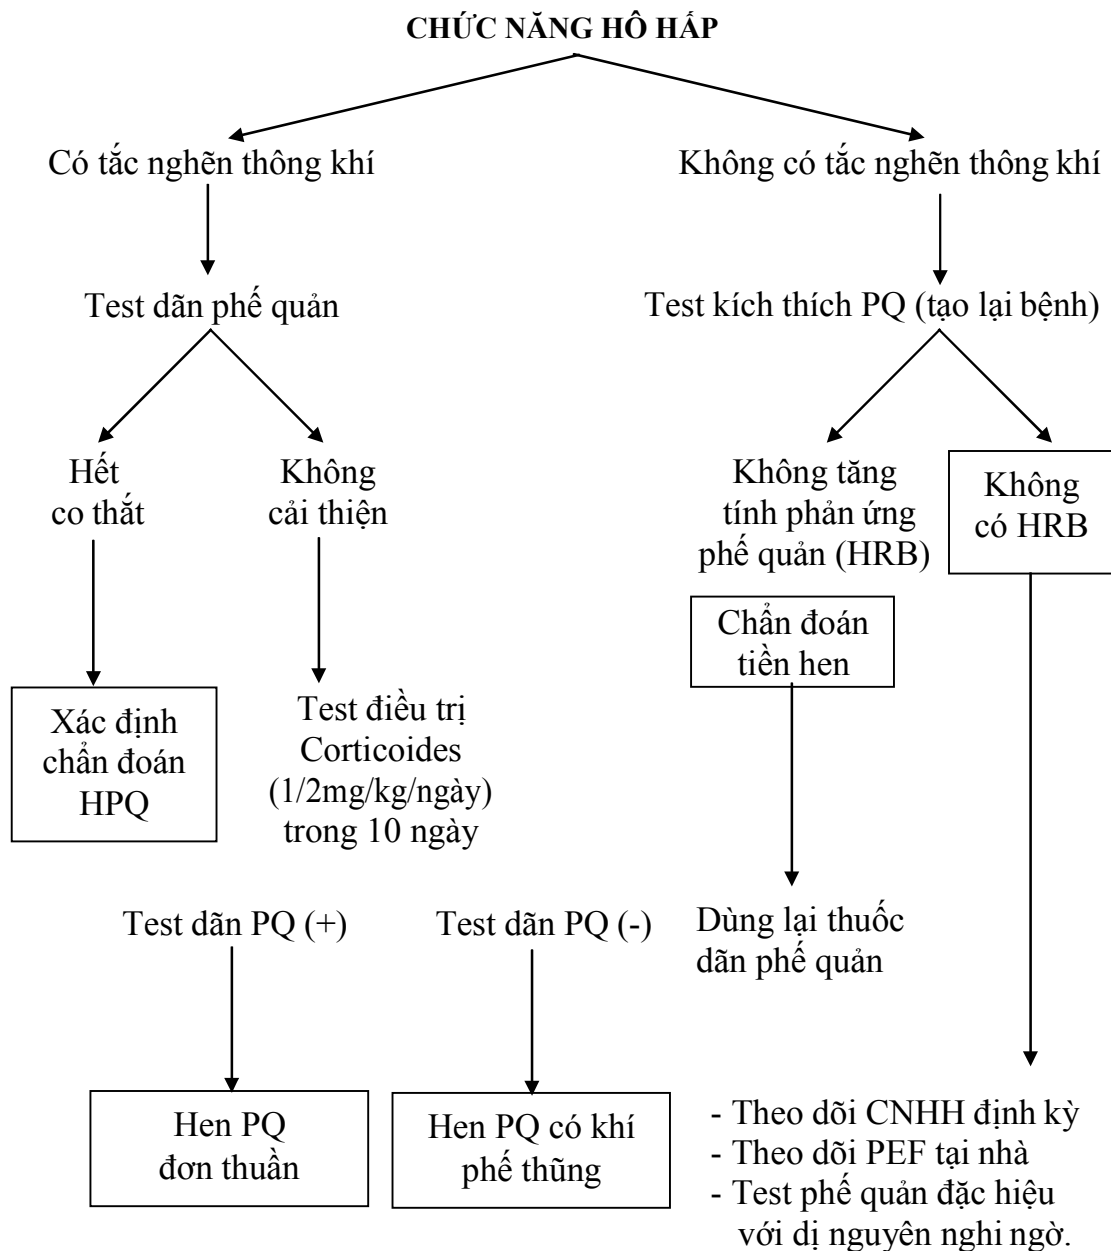 CHỨC NĂNG HÔ HẤP
Có tắc nghẽn thông khí
Không có tắc nghẽn thông khí
Test dãn phế quản
Test kích thích PQ (tạo lại bệnh)
Hết
co thắt
Không
cải thiện
Không tăng
tính phản ứng
phế quản (HRB)
Không
có HRB
Chẩn đoán
tiền hen
Xác định
chẩn đoán
HPQ
Test điều trị
Corticoides
(1/2mg/kg/ngày)
trong 10 ngày
Test dãn PQ (+)
Test dãn PQ (-)
Dùng lại thuốc
dãn phế quản
Hen PQ
đơn thuần
Hen PQ có khí
phế thũng
- Theo dõi CNHH định kỳ
- Theo dõi PEF tại nhà
- Test phế quản đặc hiệu
với dị nguyên nghi ngờ.